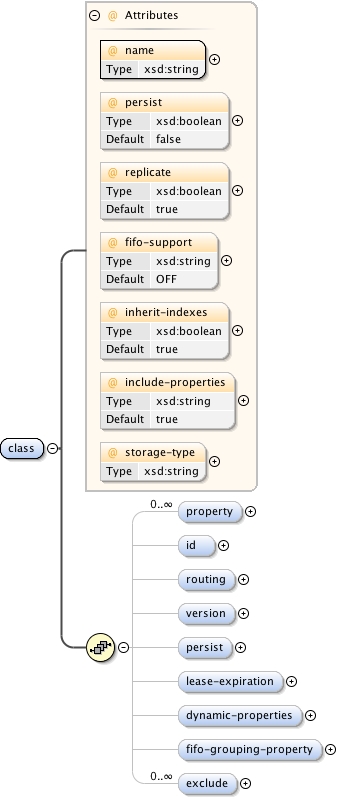 @ Attributes
@ name
Type xsd:string
@ persist
Type xsd:boolean
Default false
@ replicate
Type xsd:boolean
Default true
@ fifo-support
Type xsd:string
Default OFF
@ inherit-indexes
Type xsd:boolean
Default true
@ include-properties
Type xsd:string
Default true
@ storage-type
Type xsd:string
class
0..∞
property
id
routing
version
persist
lease-expiration
dynamic-properties
fifo-grouping-property
0..∞
exclude